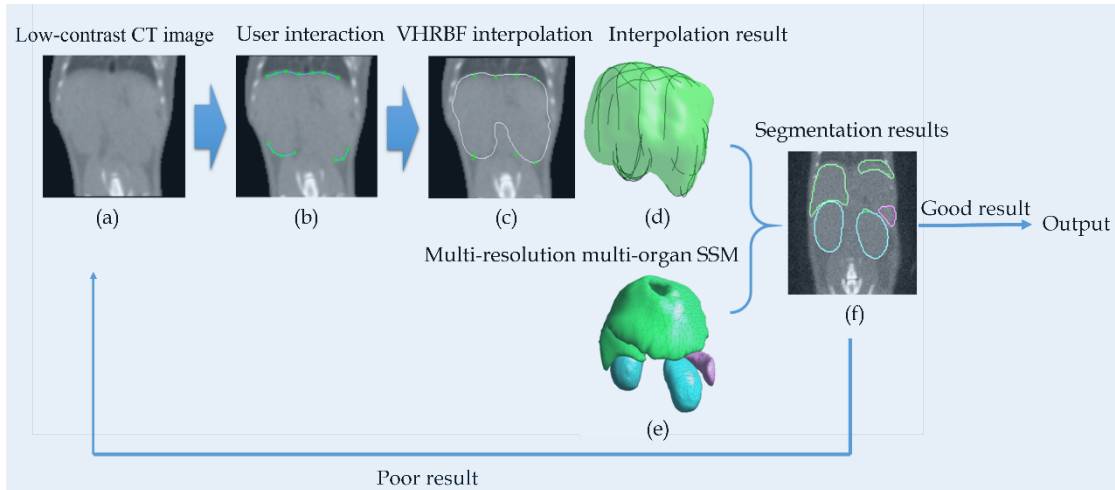 Low-contrast CT image
User interaction
VHRBF interpolation
Interpolation result
(a)
(b)
(c)
(d)
Segmentation results
Multi-resolution multi-organ SSM
(e)
(f)
Good result
Output
Poor result